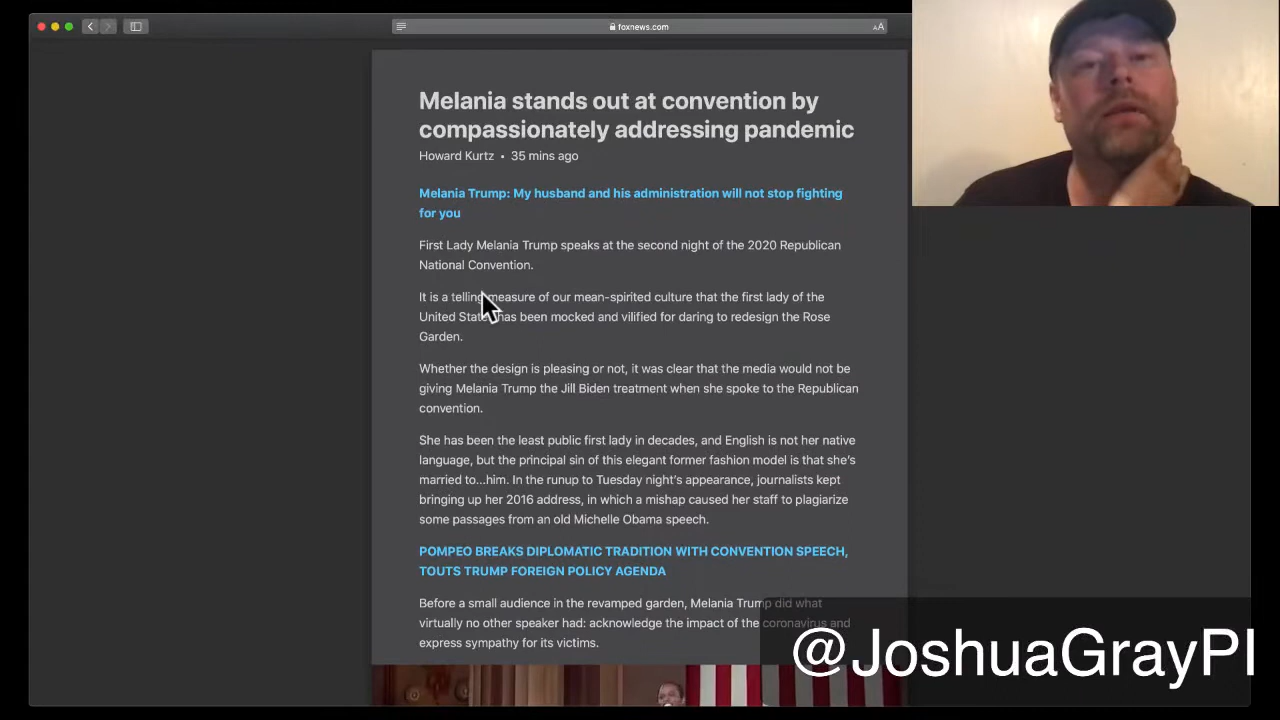 foxnews.com
AA
Melania stands out at convention by
compassionately addressing pandemic
Howard Kurtz • 35 mins ago
Melania Trump: My husband and his administration will not stop fighting
for you
First Lady Melania Trump speaks at the second night of the 2020 Republican
National Convention.
It is a telling measure of our mean-spirited culture that the first lady of the
United States has been mocked and vilified for daring to redesign the Rose
Garden.
Whether the design is pleasing or not, it was clear that the media would not be
giving Melania Trump the Jill Biden treatment when she spoke to the Republican
convention.
She has been the least public first lady in decades, and English is not her native
language, but the principal sin of this elegant former fashion model is that she's
married to...him. In the runup to Tuesday night's appearance, journalists kept
bringing up her 2016 address, in which a mishap caused her staff to plagiarize
some passages from an old Michelle Obama speech.
POMPEO BREAKS DIPLOMATIC TRADITION WITH CONVENTION SPEECH,
TOUTS TRUMP FOREIGN POLICY AGENDA
Before a small audience in the revamped garden, Melania Trump did what
virtually no other speaker had: acknowledge the impact of the coronavirus and
express sympathy for its victims.
@JoshuaGrayPI